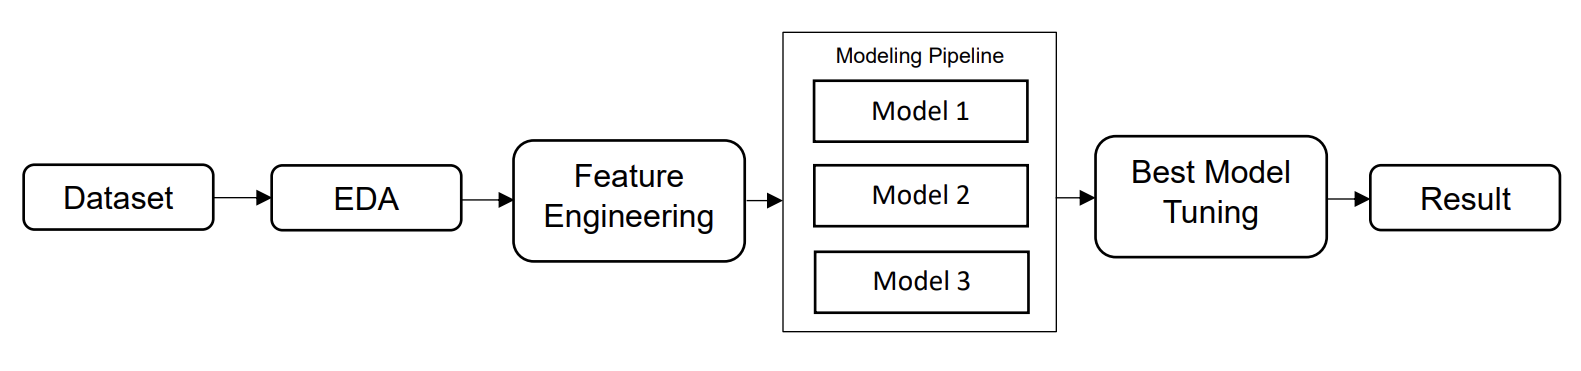 Dataset
EDA
Feature
Engineering
Modeling Pipeline
Model 1
Model 2
Model 3
Best Model
Tuning
Result